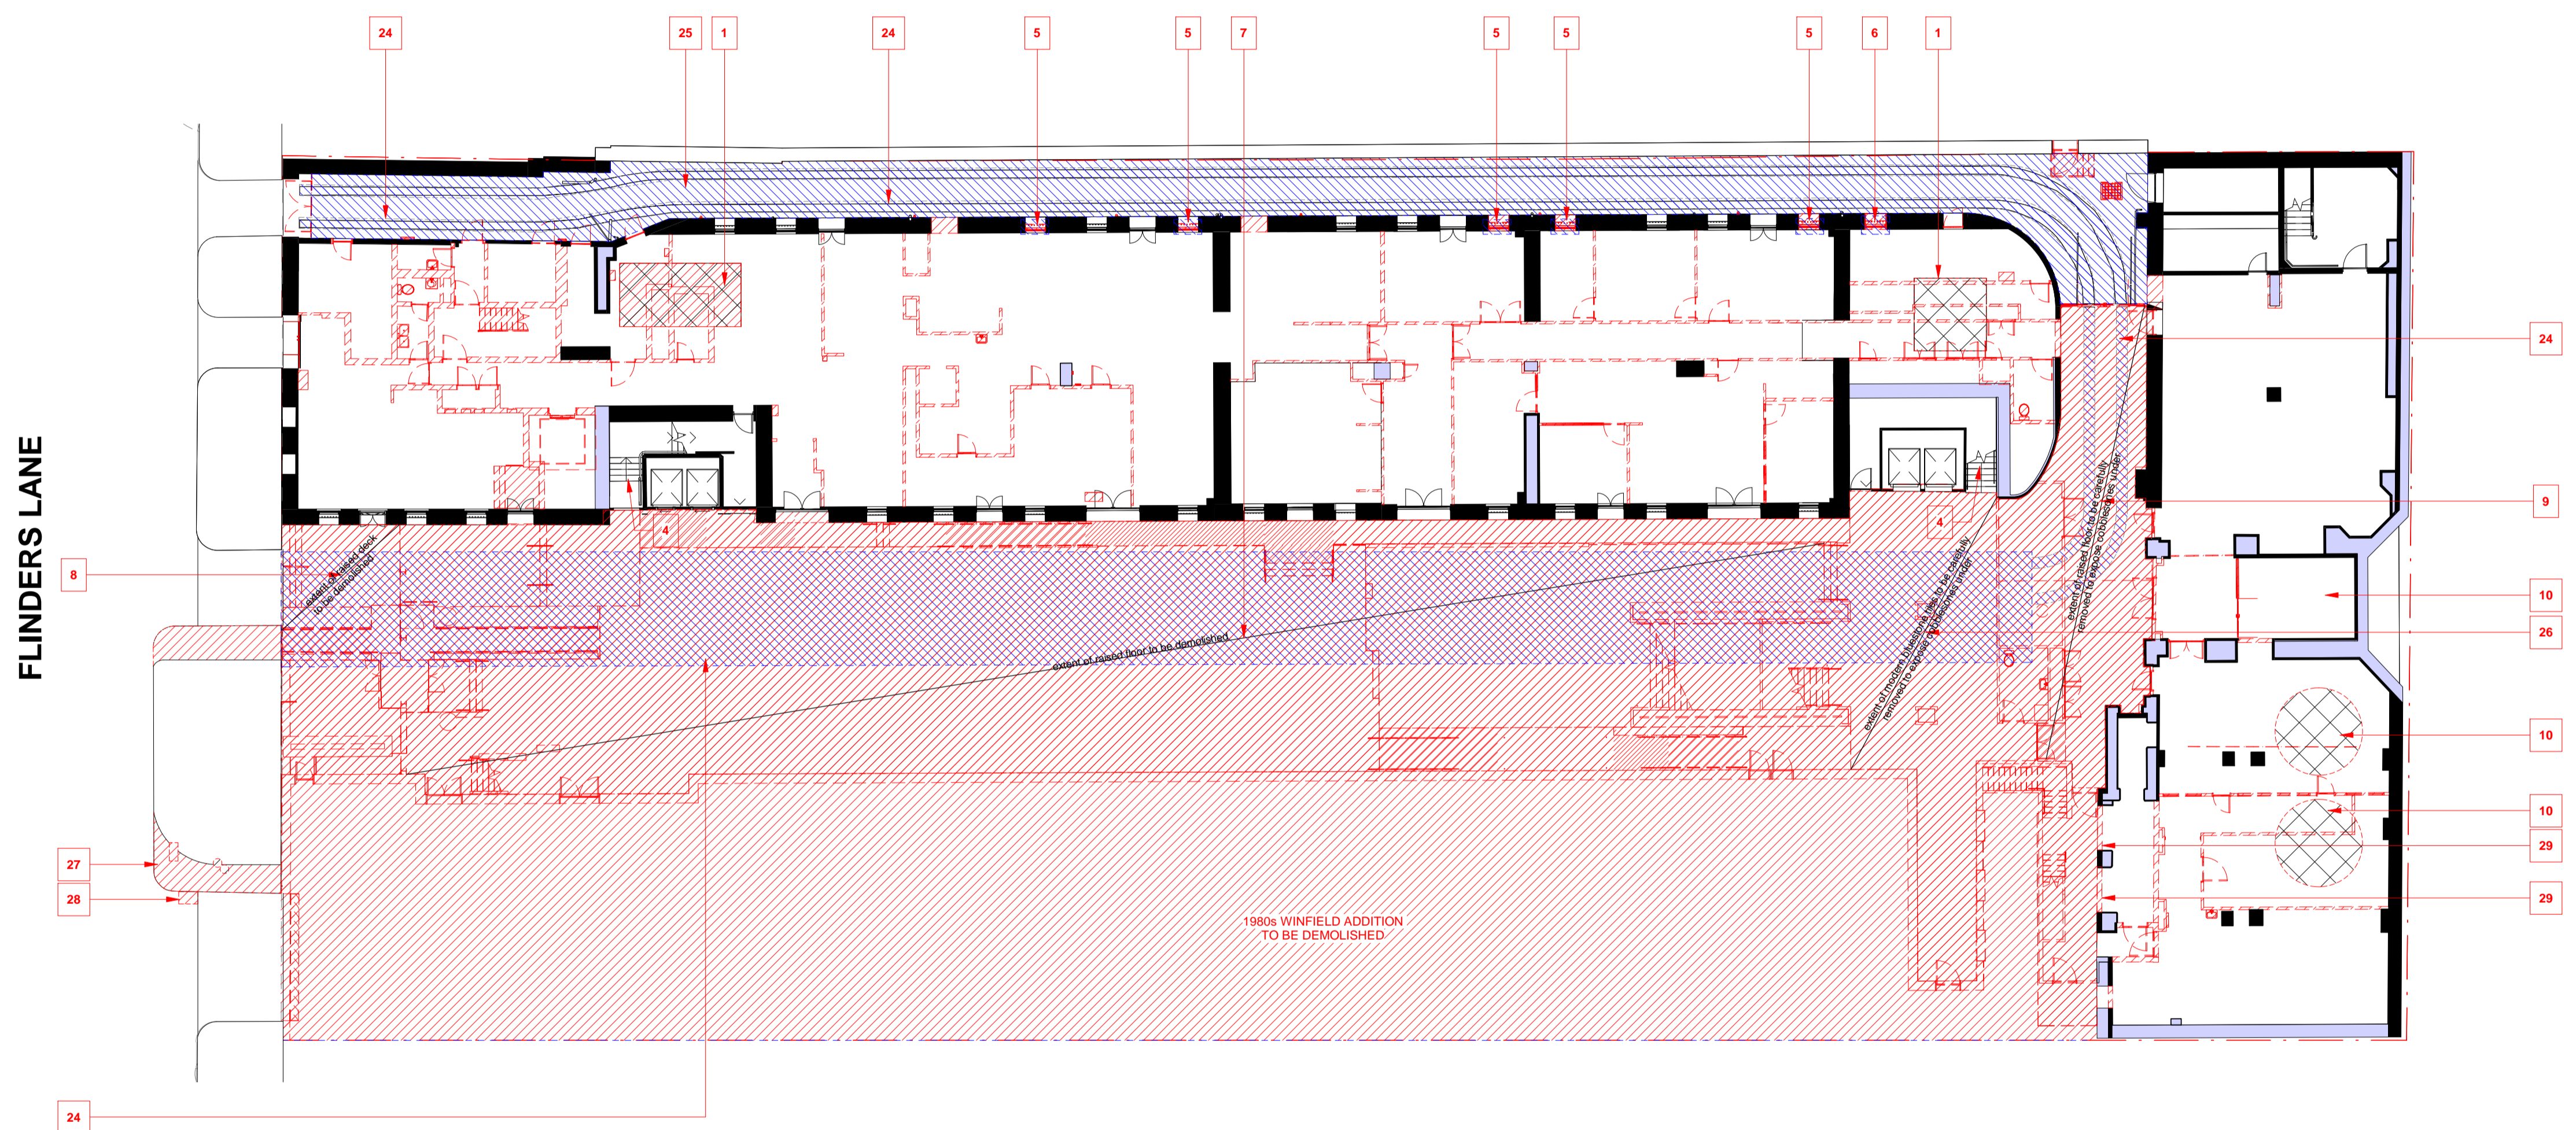 24
25
1
24
5
5
7
5
5
5
6
1
FLINDERS LANE
24
4
9
4
8
extent of raised deck
to be demolished
extent of raised floor to be demolished
extent of modern bluestone tiles to be carefully
removed to expose cobblesones under
extent of raised floor to be carefully
removed to expose cobblesones under
10
26
10
10
29
27
28
29
1980s WINFIELD ADDITION
TO BE DEMOLISHED
24